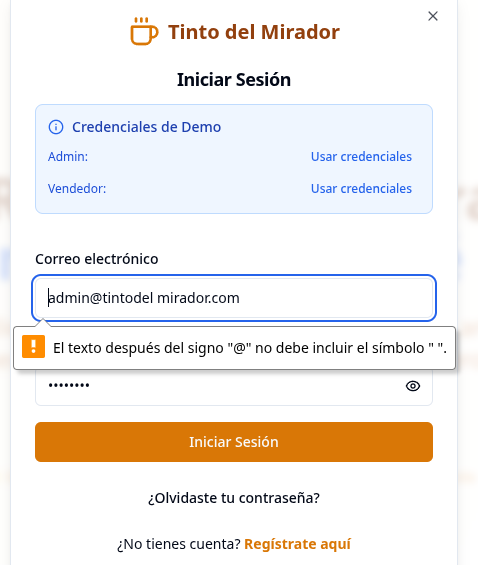 Tinto del Mirador
Iniciar Sesión
Credenciales de Demo
Admin: Usar credenciales
Vendedor: Usar credenciales
Correo electrónico
admin@tintodel mirador.com
El texto después del signo "@" no debe incluir el símbolo " ".
••••••••
Iniciar Sesión
¿Olvidaste tu contraseña?
¿No tienes cuenta? Regístrate aquí